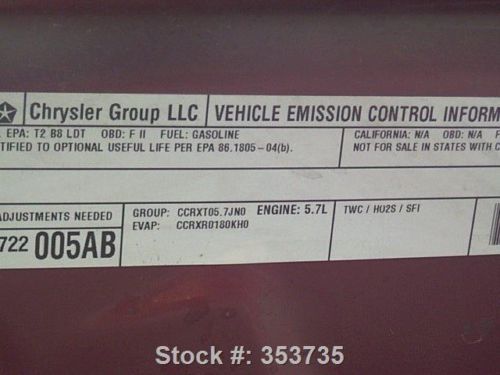 Chrysler Group LLC VEHICLE EMISSION CONTROL INFORM
EPA: T2 B8 LDT OBD: F II FUEL: GASOLINE
TIFIED TO OPTIONAL USEFUL LIFE PER EPA 86.1805-04(b).
CALIFORNIA: N/A OBD: N/A F
NOT FOR SALE IN STATES WITH C
ADJUSTMENTS NEEDED
722 005AB
GROUP: CCRXT05.7JN0 ENGINE: 5.7L
EVAP: CCRXR0180KH0
TWC / HO2S / SFI
Stock #: 353735